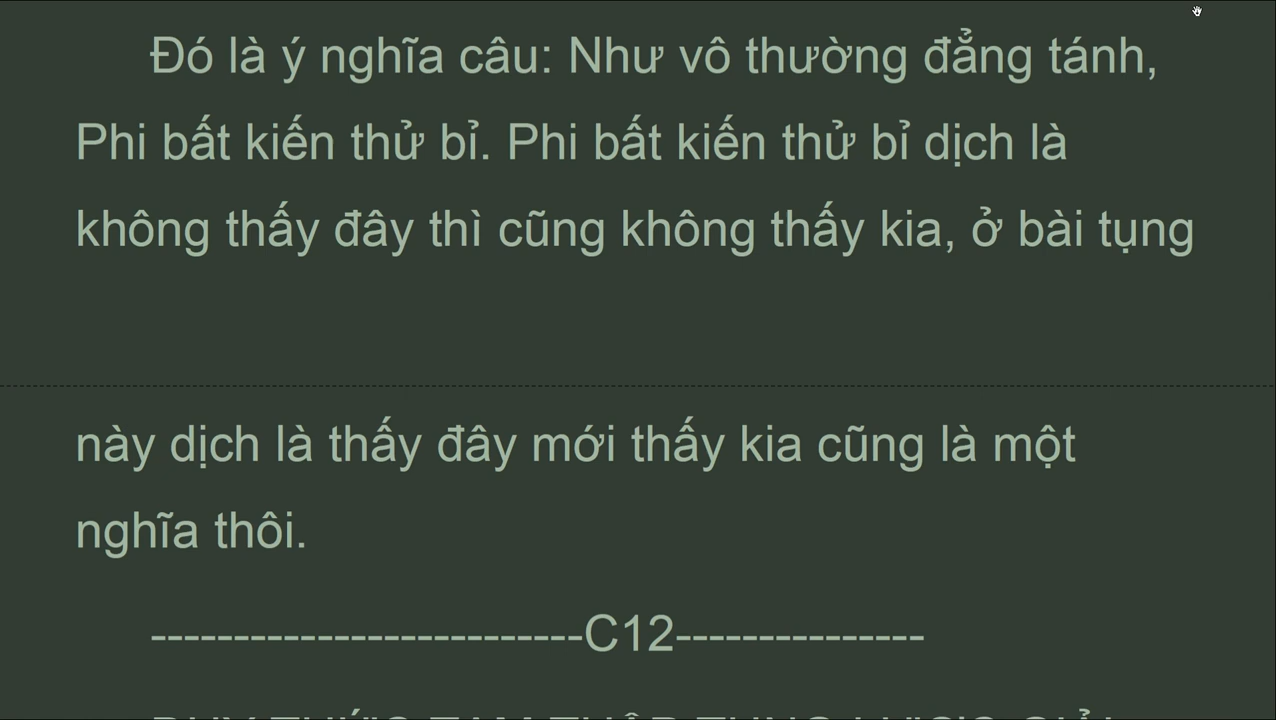 Đó là ý nghĩa câu: Như vô thường đẳng tánh,
Phi bất kiến thử bỉ. Phi bất kiến thử bỉ dịch là
không thấy đây thì cũng không thấy kia, ở bài tụng
này dịch là thấy đây mới thấy kia cũng là một
nghĩa thôi.
--------------------------C12---------------